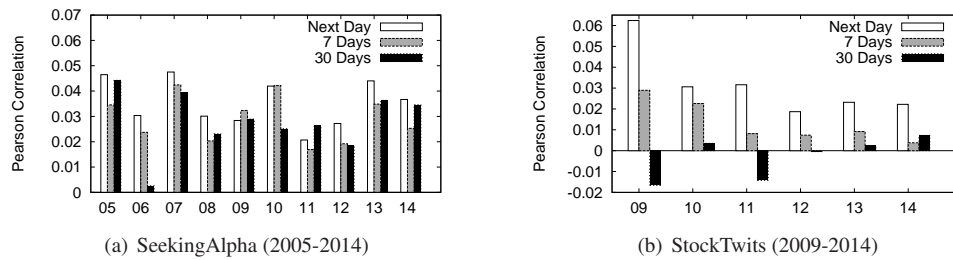 0.07
0.06
0.05
0.04
0.03
0.02
0.01
0
Pearson Correlation
Next Day
7 Days
30 Days
05 06 07 08 09 10 11 12 13 14
(a) SeekingAlpha (2005-2014)
0.06
0.05
0.04
0.03
0.02
0.01
0
-0.01
-0.02
Pearson Correlation
Next Day
7 Days
30 Days
09 10 11 12 13 14
(b) StockTwits (2009-2014)